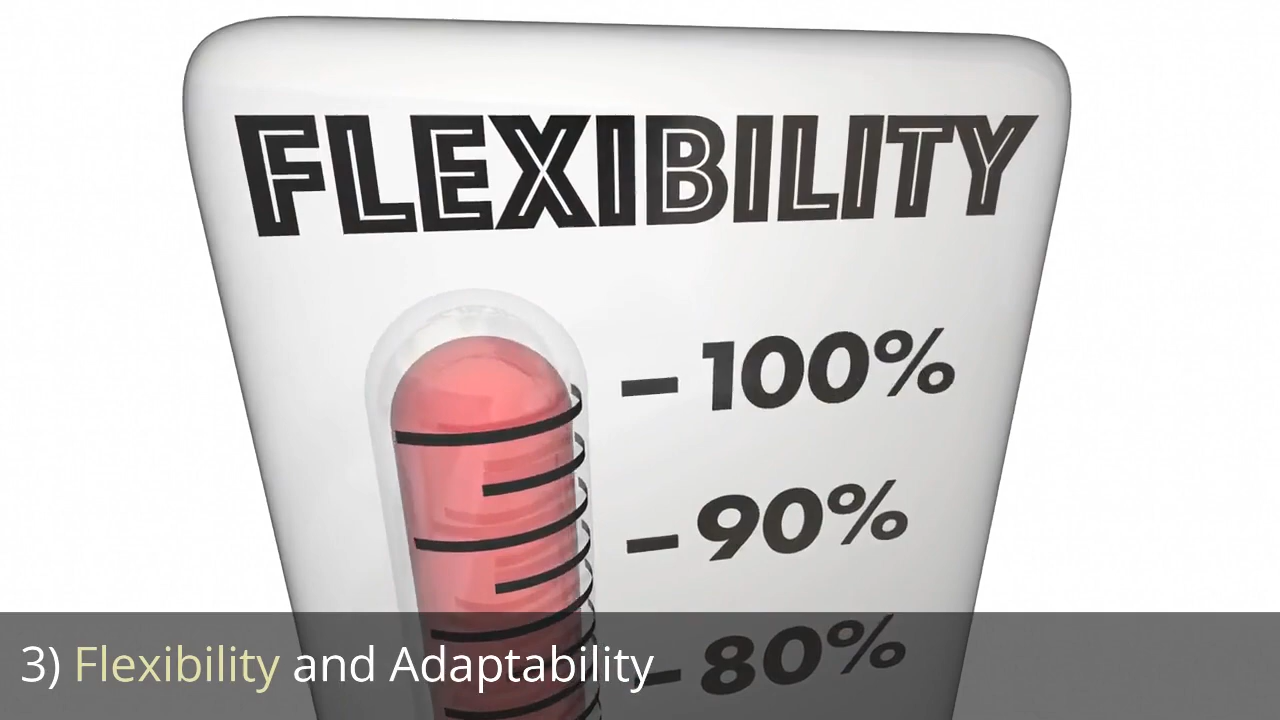 FLEXIBILITY
– 100%
– 90%
– 80%
3) Flexibility and Adaptability